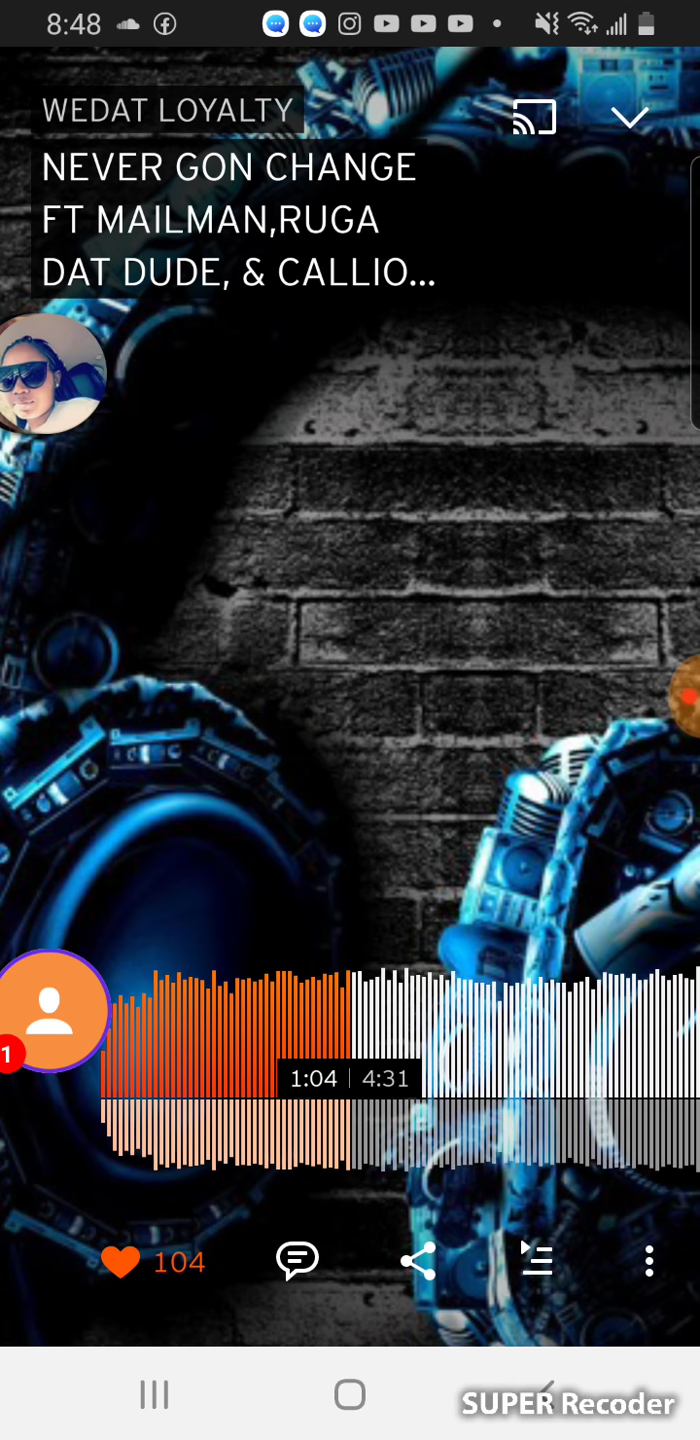 8:48
WEDAT LOYALTY
NEVER GON CHANGE
FT MAILMAN,RUGA
DAT DUDE, & CALLIO...
1
1:04 | 4:31
104
SUPER Recoder